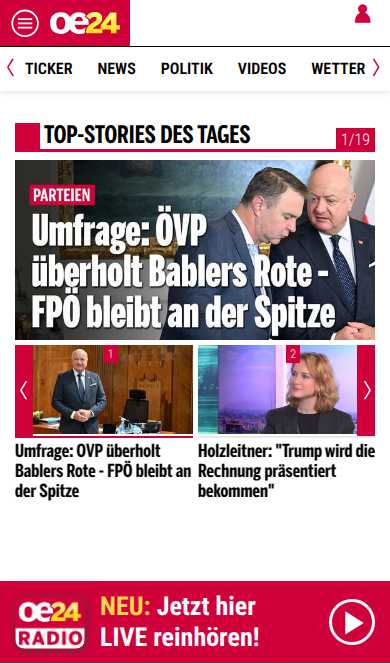 oe24
TICKER NEWS POLITIK VIDEOS WETTER
TOP-STORIES DES TAGES
1/19
PARTEIEN
Umfrage: ÖVP
überholt Bablers Rote -
FPÖ bleibt an der Spitze
1
Umfrage: ÖVP überholt
Bablers Rote - FPÖ bleibt an
der Spitze
2
Holzleitner: "Trump wird die
Rechnung präsentiert
bekommen"
oe24
RADIO
NEU: Jetzt hier
LIVE reinhören!